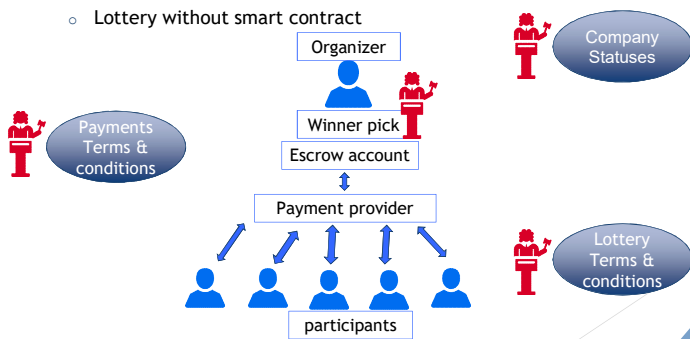 Lottery without smart contract
Organizer
Company
Statuses
Winner pick
Payments
Terms &
conditions
Escrow account
Payment provider
Lottery
Terms &
conditions
participants